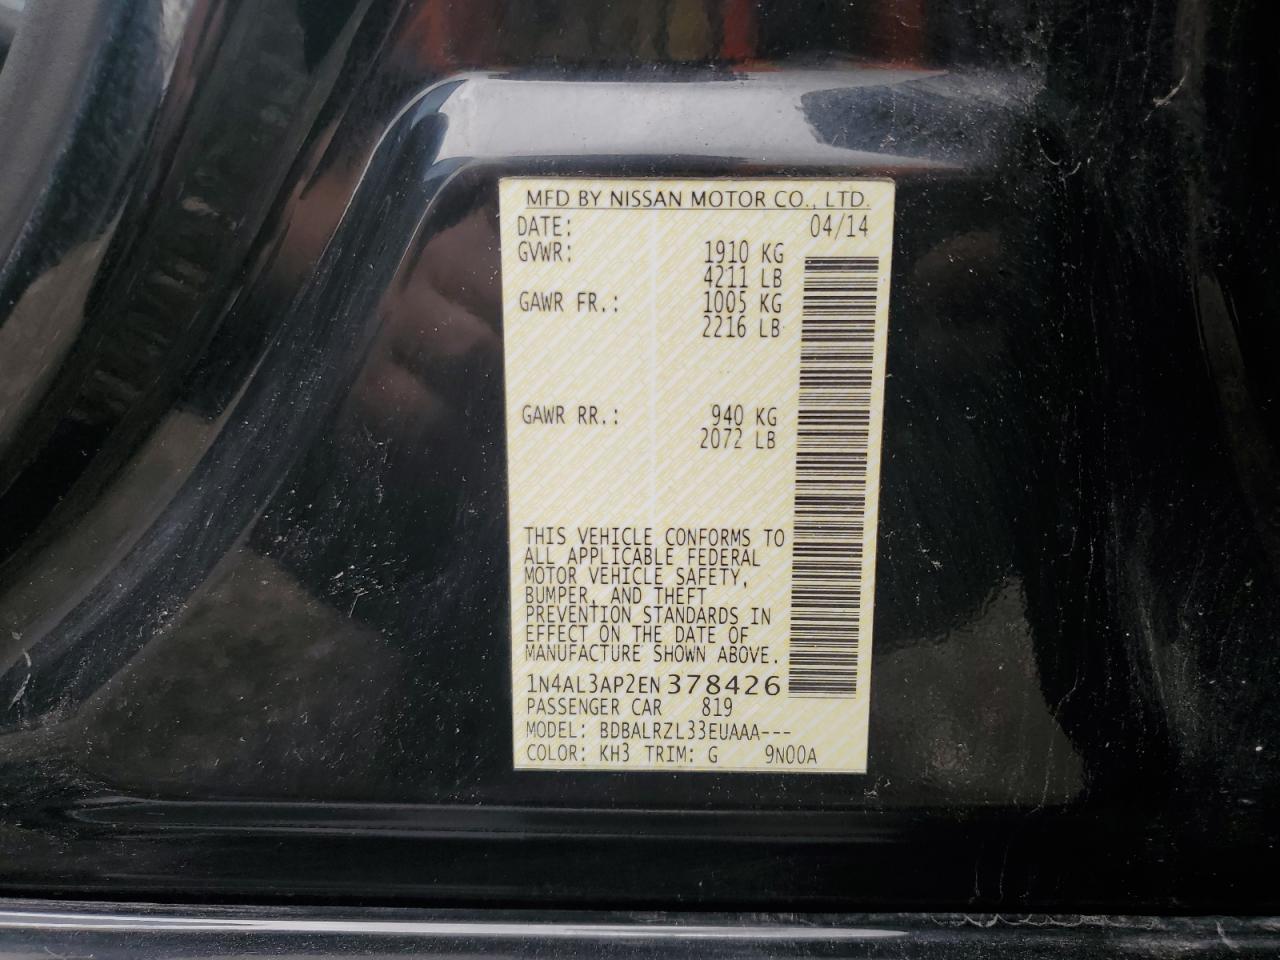 MFD BY NISSAN MOTOR CO., LTD.
DATE: 04/14
GVWR: 1910 KG
4211 LB
GAWR FR.: 1005 KG
2216 LB
GAWR RR.: 940 KG
2072 LB
THIS VEHICLE CONFORMS TO
ALL APPLICABLE FEDERAL
MOTOR VEHICLE SAFETY,
BUMPER, AND THEFT
PREVENTION STANDARDS IN
EFFECT ON THE DATE OF
MANUFACTURE SHOWN ABOVE.
1N4AL3AP2EN378426
PASSENGER CAR 819
MODEL: BDBALRZL33EUAAA---
COLOR: KH3 TRIM: G 9N00A